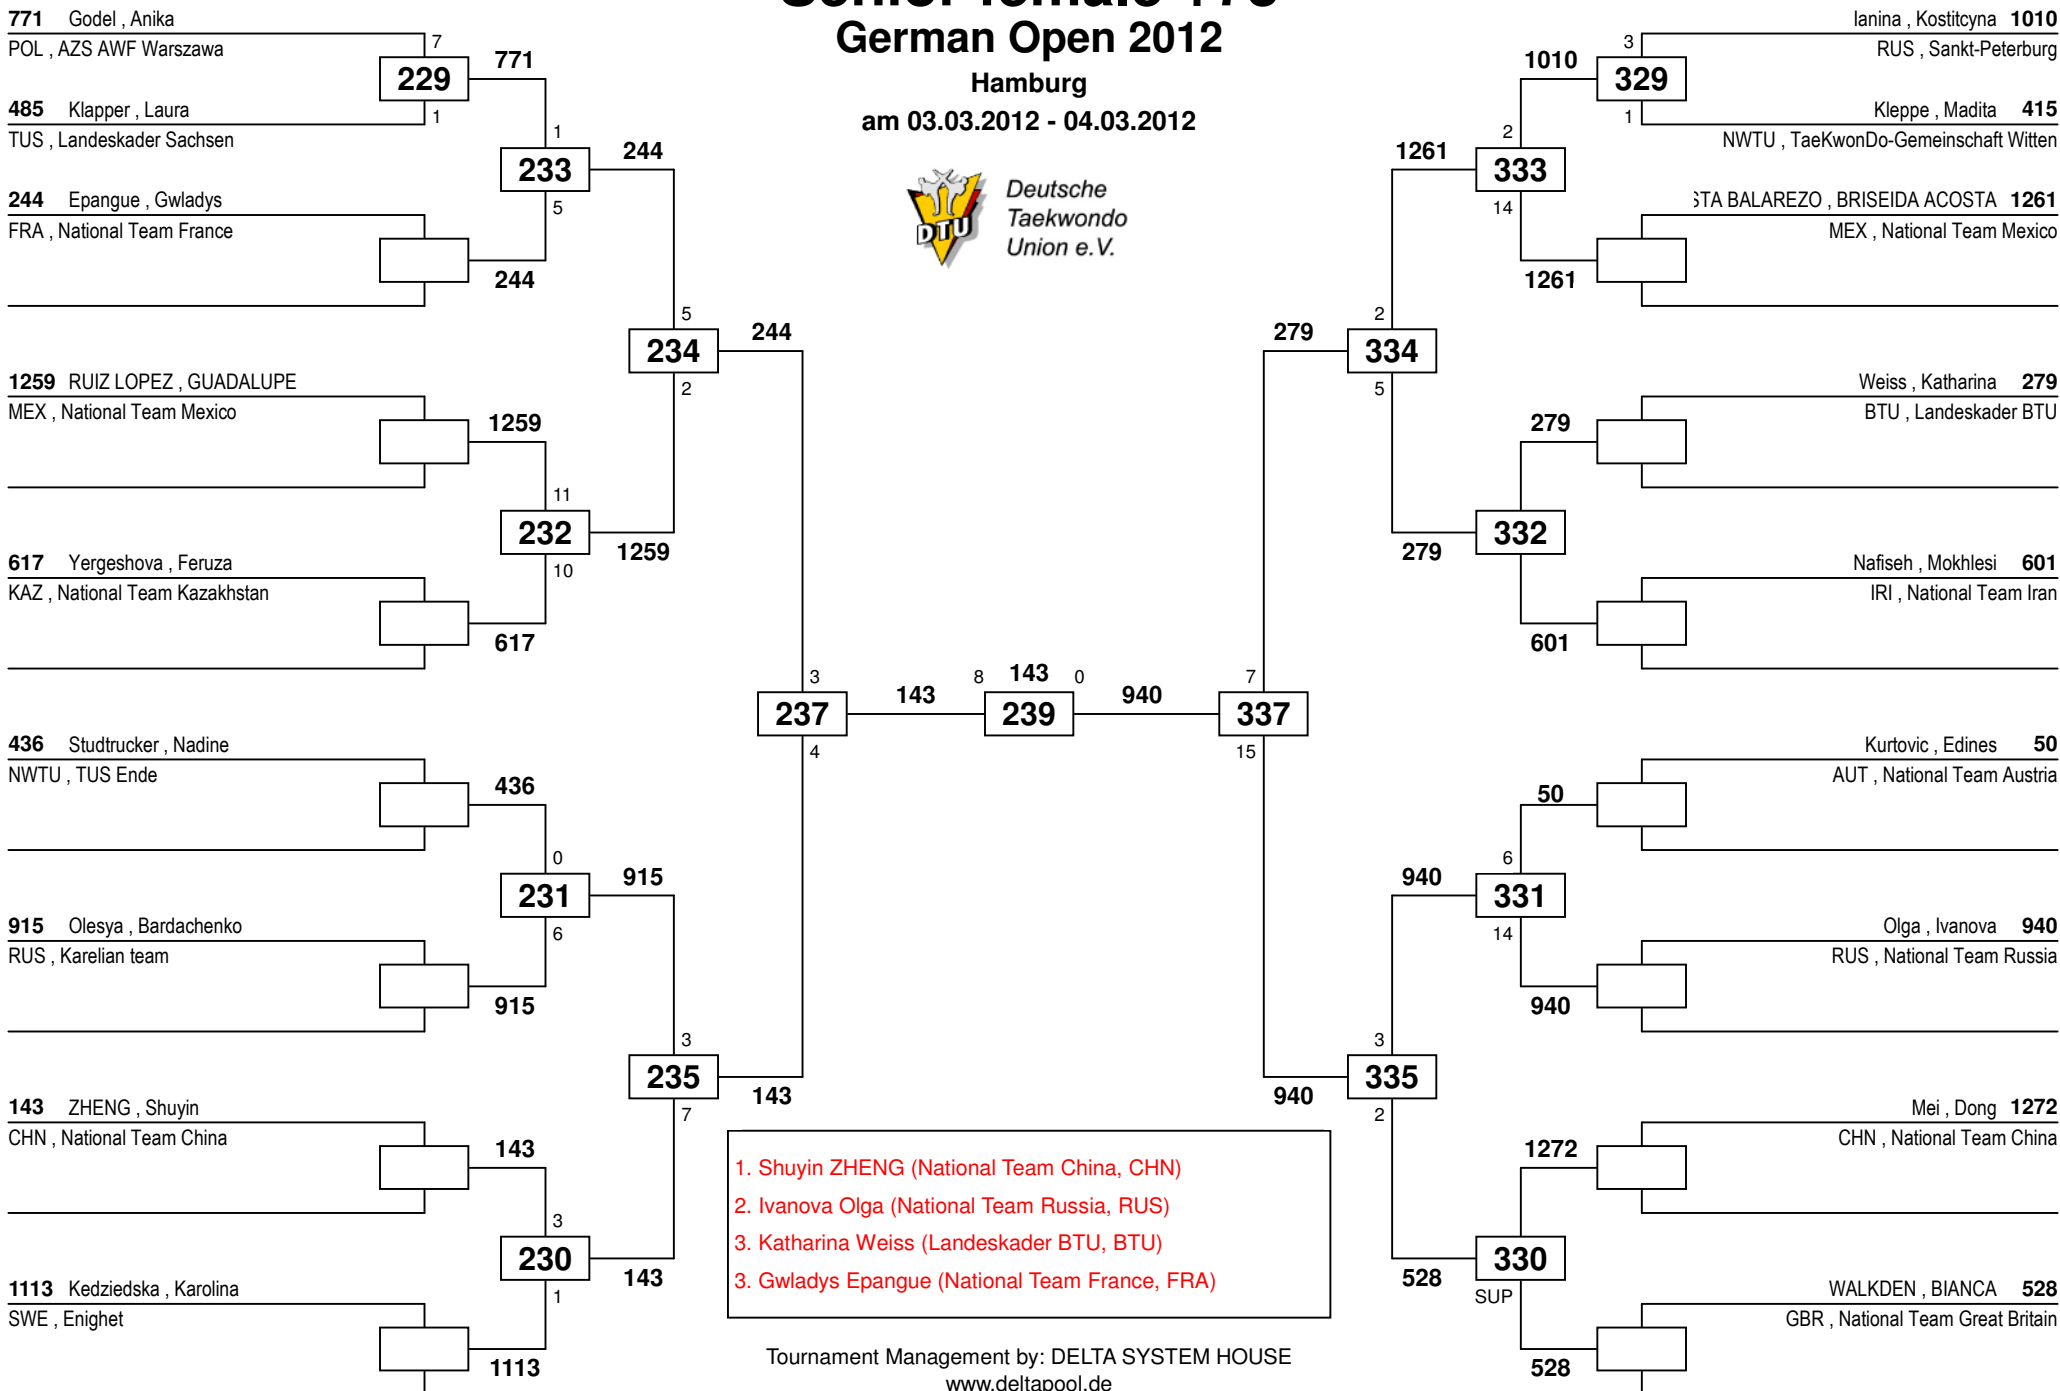 German Open 2012
Hamburg
am 03.03.2012 - 04.03.2012
DTU
Deutsche
Taekwondo
Union e.V.
771 Godel , Anika
POL , AZS AWF Warszawa
7
229
771
485 Klapper , Laura
1
TUS , Landeskader Sachsen
1
233
244
244 Epangue , Gwladys
5
FRA , National Team France
244
5
234
244
2
1259 RUIZ LOPEZ , GUADALUPE
MEX , National Team Mexico
1259
11
232
1259
10
617 Yergeshova , Feruza
KAZ , National Team Kazakhstan
617
3
237
143
4
8 143 0
239
940
436 Studtrucker , Nadine
NWTU , TUS Ende
436
0
231
915
6
915 Olesya , Bardachenko
RUS , Karelian team
915
3
235
143
7
143 ZHENG , Shuyin
CHN , National Team China
143
3
230
143
1
1113 Kedziedska , Karolina
SWE , Enighet
1113
Ianina , Kostitcyna 1010
RUS , Sankt-Peterburg
3
1010
329
Kleppe , Madita 415
1
NWTU , TaeKwonDo-Gemeinschaft Witten
2
1261
333
14
STA BALAREZO , BRISEIDA ACOSTA 1261
MEX , National Team Mexico
1261
2
279
334
5
Weiss , Katharina 279
BTU , Landeskader BTU
279
332
279
Nafiseh , Mokhlesi 601
IRI , National Team Iran
601
7
337
15
Kurtovic , Edines 50
AUT , National Team Austria
50
6
940
331
14
Olga , Ivanova 940
RUS , National Team Russia
940
3
335
940
2
Mei , Dong 1272
CHN , National Team China
1272
330
528
SUP
WALKDEN , BIANCA 528
GBR , National Team Great Britain
528
1. Shuyin ZHENG (National Team China, CHN)
2. Ivanova Olga (National Team Russia, RUS)
3. Katharina Weiss (Landeskader BTU, BTU)
3. Gwladys Epangue (National Team France, FRA)
Tournament Management by: DELTA SYSTEM HOUSE
www.deltapool.de